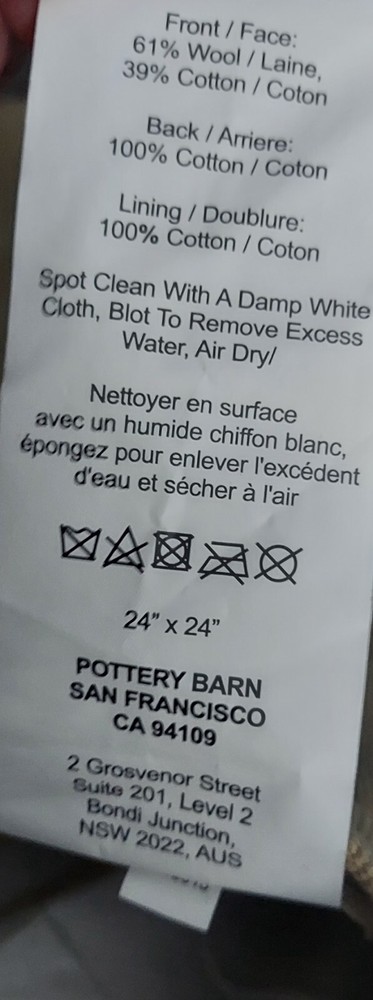 Front / Face:
61% Wool / Laine,
39% Cotton / Coton
Back / Arriere:
100% Cotton / Coton
Lining / Doublure:
100% Cotton / Coton
Spot Clean With A Damp White
Cloth, Blot To Remove Excess
Water, Air Dry/
Nettoyer en surface
avec un humide chiffon blanc,
épongez pour enlever l'excédent
d'eau et sécher à l'air
24" x 24"
POTTERY BARN
SAN FRANCISCO
CA 94109
2 Grosvenor Street
Suite 201, Level 2
Bondi Junction,
NSW 2022, AUS